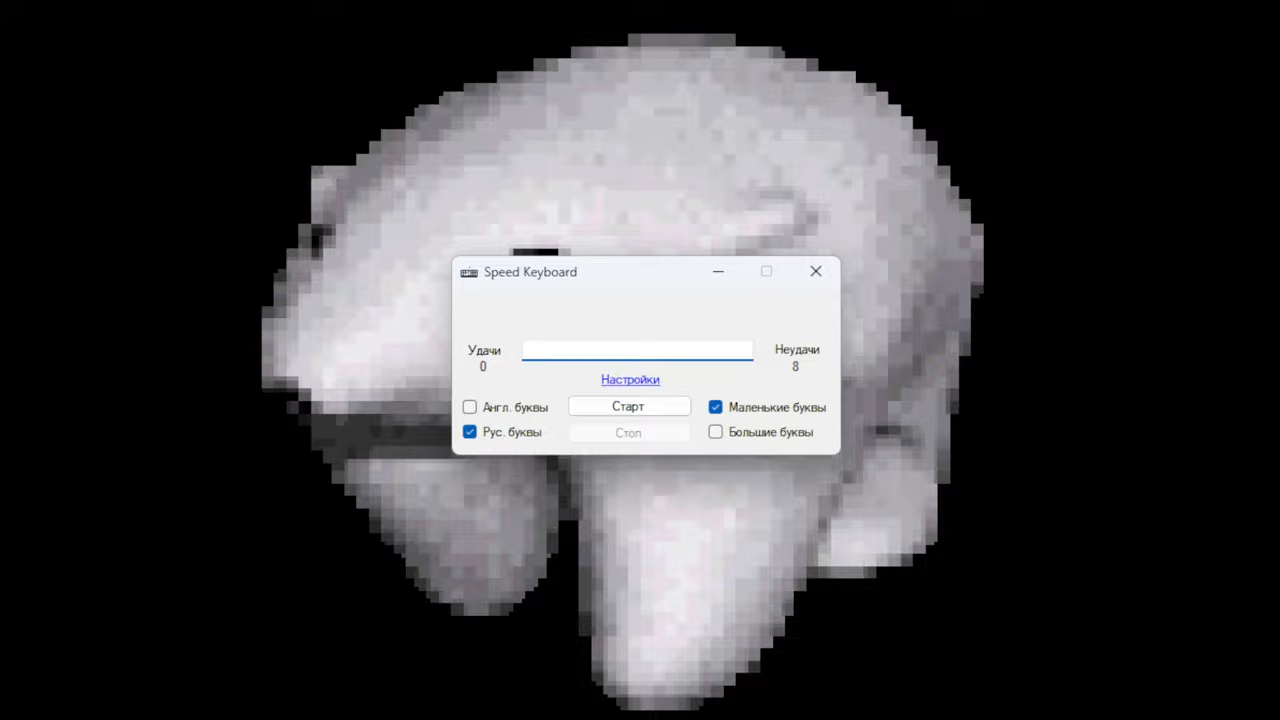 Speed Keyboard
Удачи
0
Неудачи
8
Настройки
Англ. буквы
Старт
Маленькие буквы
Рус. буквы
Стоп
Большие буквы